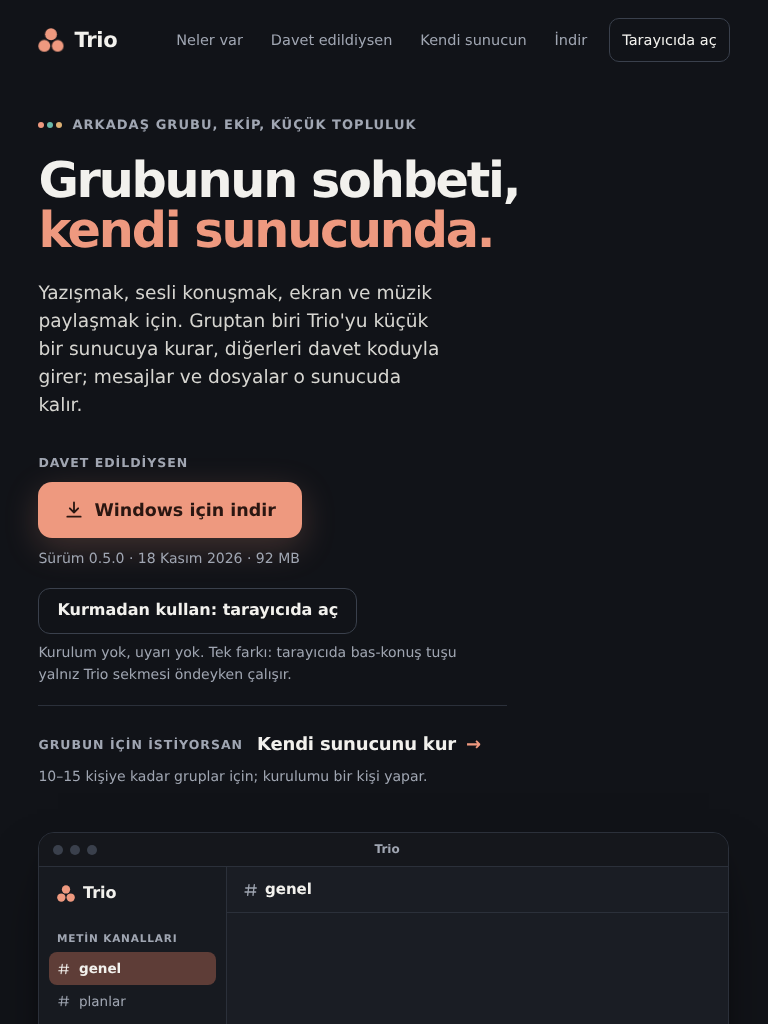 Trio
Neler var
Davet edildiysen
Kendi sunucun
İndir
Tarayıcıda aç
ARKADAŞ GRUBU, EKİP, KÜÇÜK TOPLULUK
Grubunun sohbeti,
kendi sunucunda.
Yazışmak, sesli konuşmak, ekran ve müzik
paylaşmak için. Gruptan biri Trio'yu küçük
bir sunucuya kurar, diğerleri davet koduyla
girer; mesajlar ve dosyalar o sunucuda
kalır.
DAVET EDİLDİYSEN
Windows için indir
Sürüm 0.5.0 · 18 Kasım 2026 · 92 MB
Kurmadan kullan: tarayıcıda aç
Kurulum yok, uyarı yok. Tek farkı: tarayıcıda bas-konuş tuşu
yalnız Trio sekmesi öndeyken çalışır.
GRUBUN İÇİN İSTİYORSAN
Kendi sunucunu kur →
10–15 kişiye kadar gruplar için; kurulumu bir kişi yapar.
Trio
Trio
# genel
METİN KANALLARI
# genel
# planlar